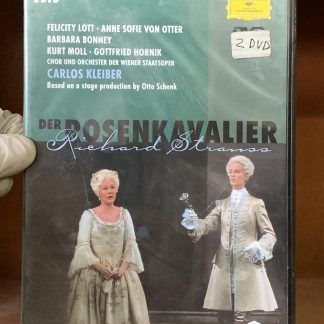 FELICITY LOTT · ANNE SOFIE VON OTTER
BARBARA BONNEY
KURT MOLL · GOTTFRIED HORNIK
CHOR UND ORCHESTER DER WIENER STAATSOPER
CARLOS KLEIBER
Based on a stage production by Otto Schenk
2 DVD
DER ROSENKAVALIER
Richard Strauss